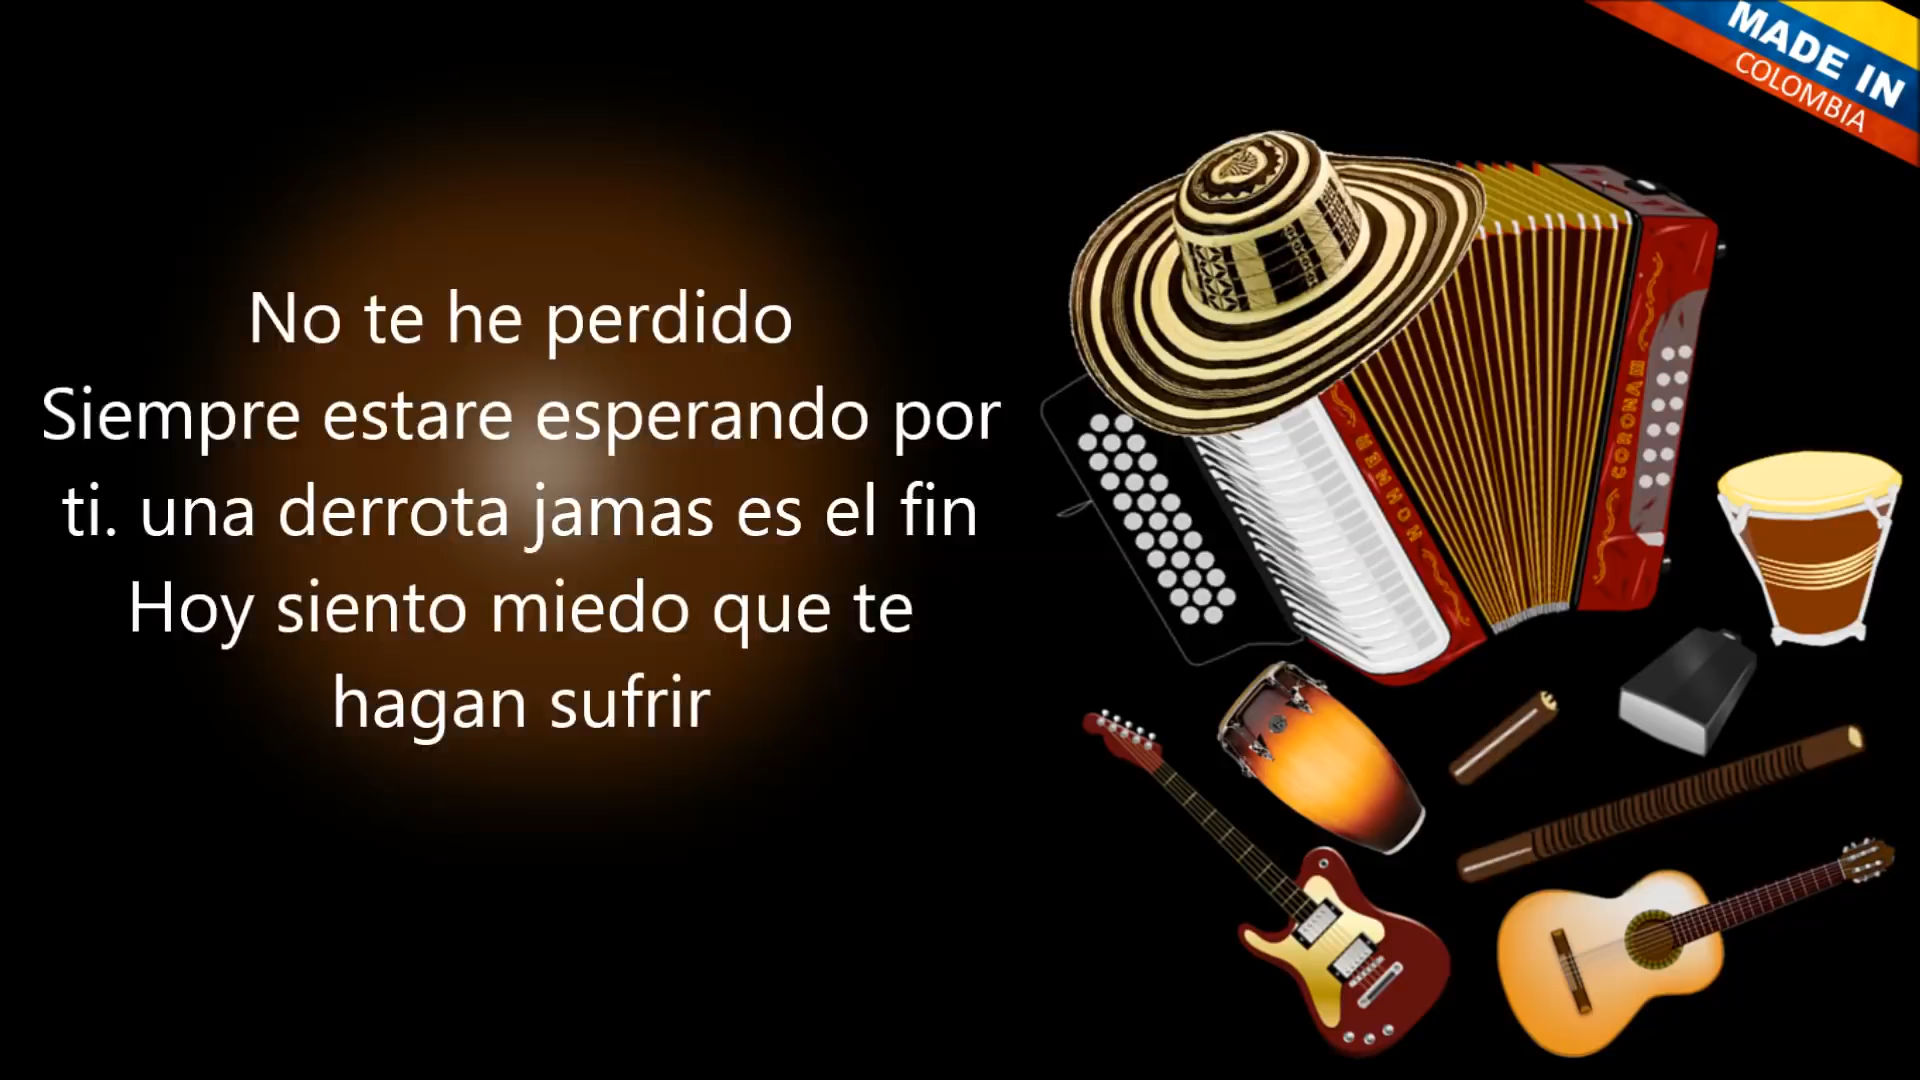 MADE IN
COLOMBIA
No te he perdido
Siempre estare esperando por
ti. una derrota jamas es el fin
Hoy siento miedo que te
hagan sufrir
HOHNER
CORONA III